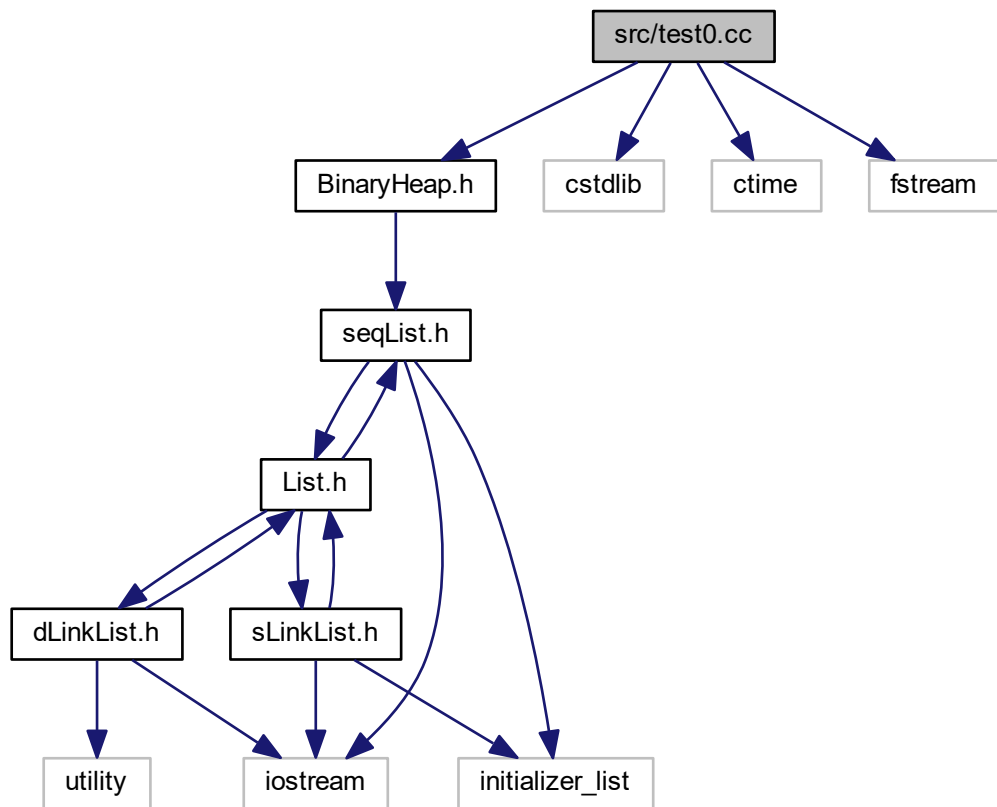 src/test0.cc
BinaryHeap.h
cstdlib
ctime
fstream
seqList.h
List.h
dLinkList.h
sLinkList.h
utility
iostream
initializer_list